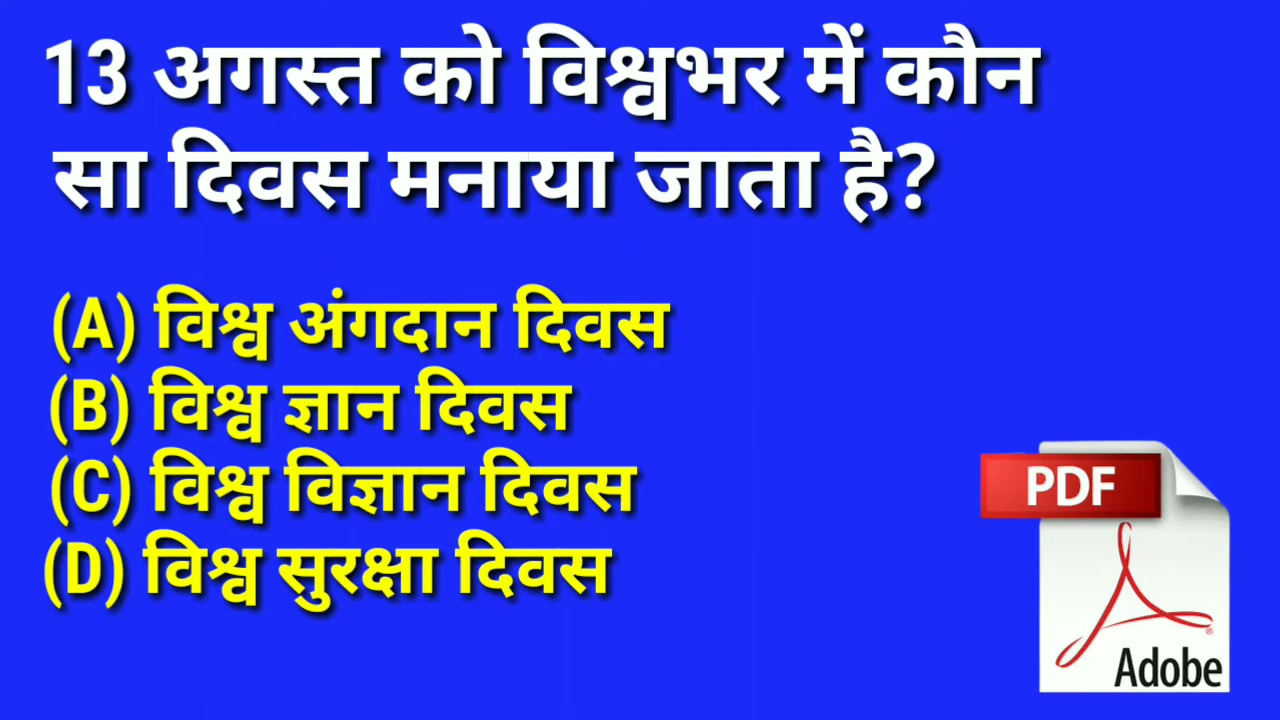 13 अगस्त को विश्वभर में कौन
सा दिवस मनाया जाता है?
(A) विश्व अंगदान दिवस
(B) विश्व ज्ञान दिवस
(C) विश्व विज्ञान दिवस
(D) विश्व सुरक्षा दिवस
PDF
Adobe